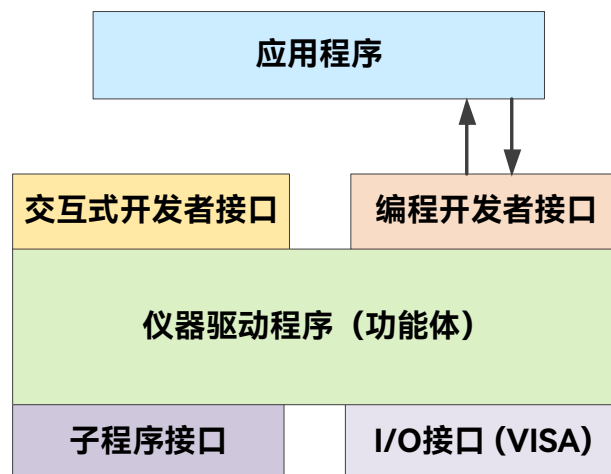 应用程序
交互式开发者接口
编程开发者接口
仪器驱动程序（功能体）
子程序接口
I/O接口 (VISA)